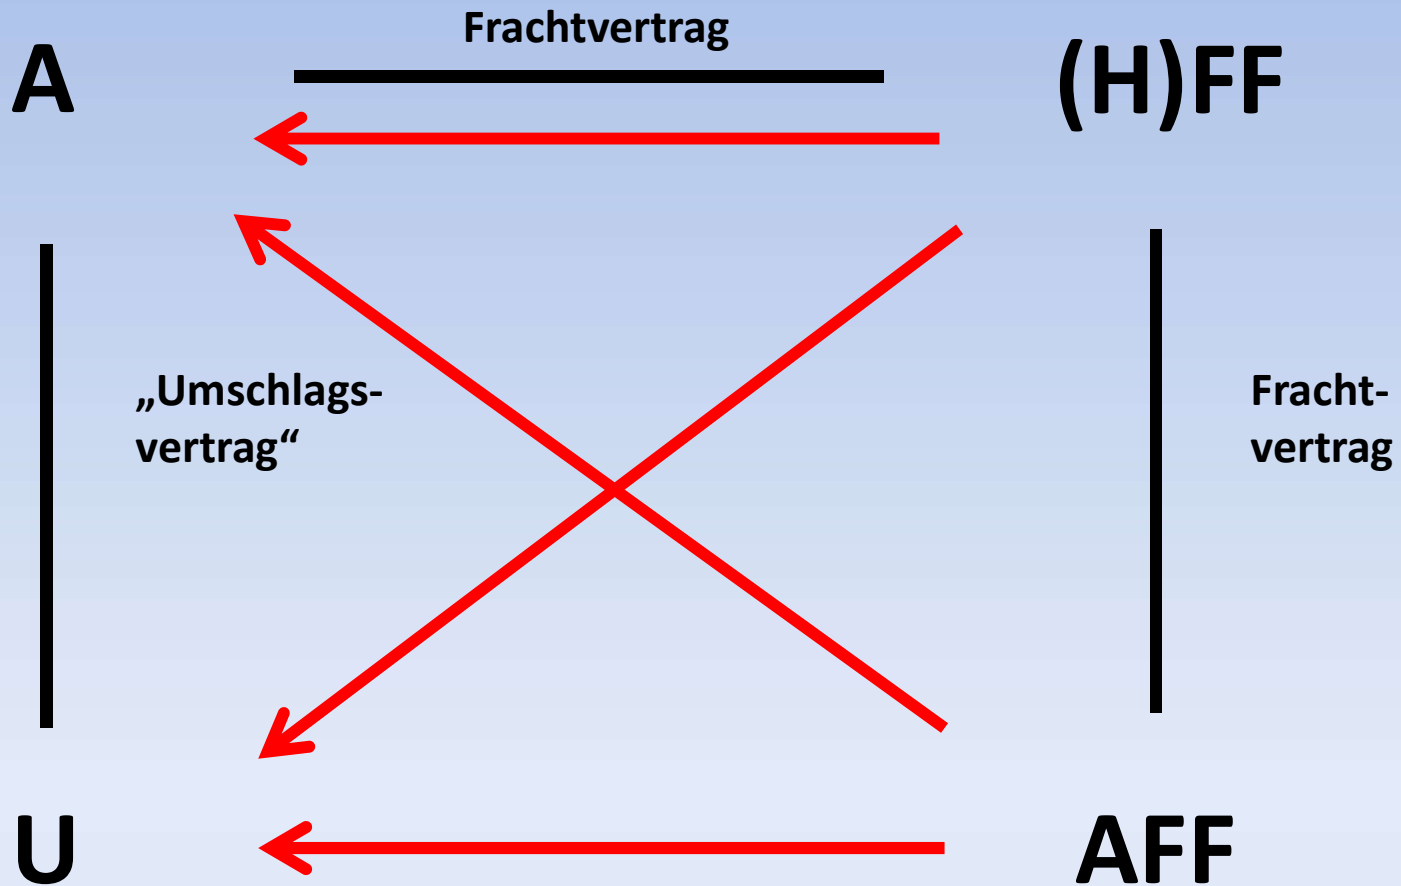 Frachtvertrag
A
(H)FF
„Umschlags-
vertrag“
Fracht-
vertrag
U
AFF